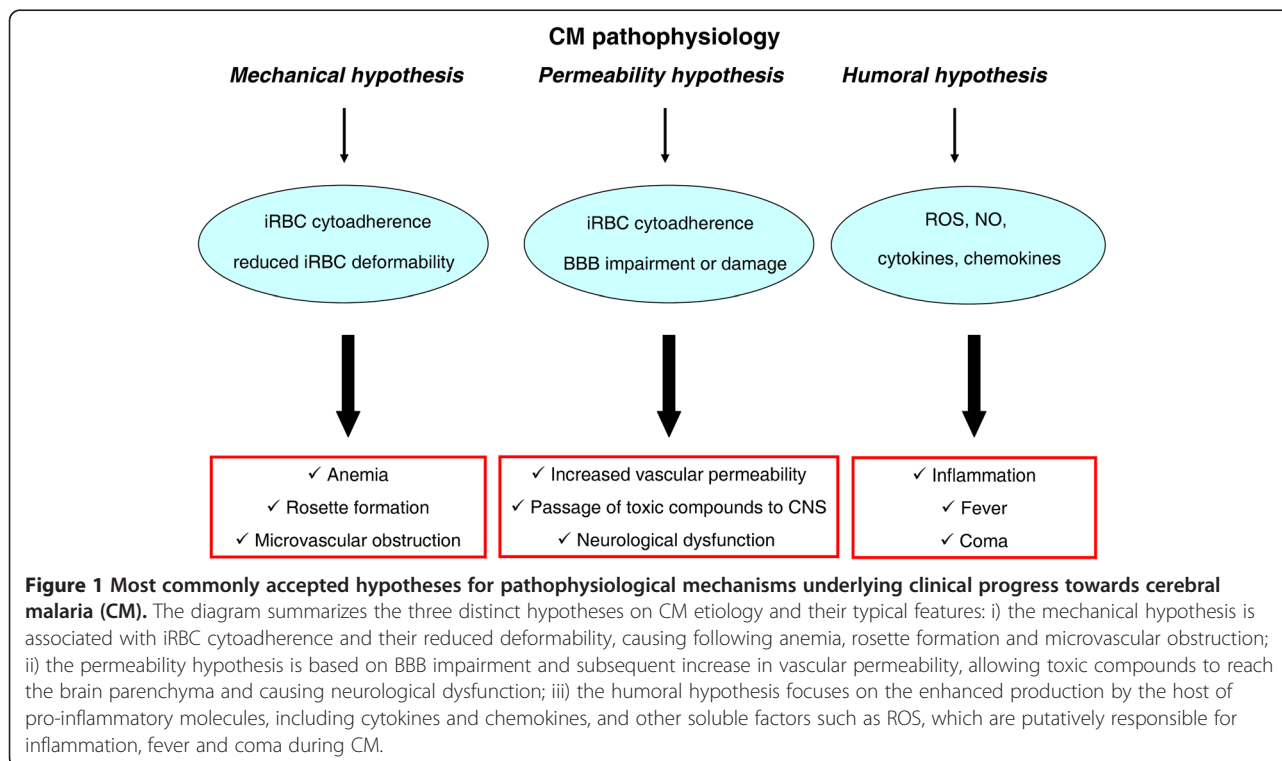 CM pathophysiology
Mechanical hypothesis
Permeability hypothesis
Humoral hypothesis
iRBC cytoadherence
reduced iRBC deformability
iRBC cytoadherence
BBB impairment or damage
ROS, NO,
cytokines, chemokines
✓ Anemia
✓ Rosette formation
✓ Microvascular obstruction
✓ Increased vascular permeability
✓ Passage of toxic compounds to CNS
✓ Neurological dysfunction
✓ Inflammation
✓ Fever
✓ Coma
Figure 1 Most commonly accepted hypotheses for pathophysiological mechanisms underlying clinical progress towards cerebral
malaria (CM). The diagram summarizes the three distinct hypotheses on CM etiology and their typical features: i) the mechanical hypothesis is
associated with iRBC cytoadherence and their reduced deformability, causing following anemia, rosette formation and microvascular obstruction;
ii) the permeability hypothesis is based on BBB impairment and subsequent increase in vascular permeability, allowing toxic compounds to reach
the brain parenchyma and causing neurological dysfunction; iii) the humoral hypothesis focuses on the enhanced production by the host of
pro-inflammatory molecules, including cytokines and chemokines, and other soluble factors such as ROS, which are putatively responsible for
inflammation, fever and coma during CM.